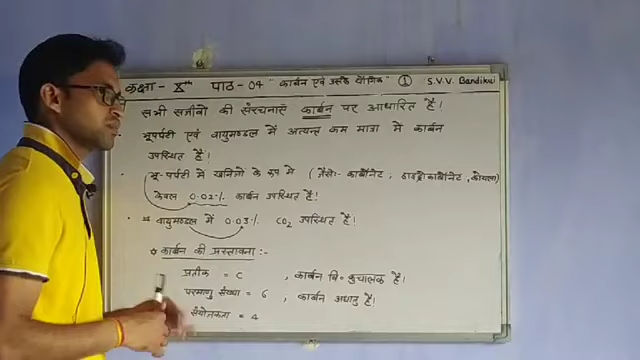 कक्षा - Xth पाठ - 04 "कार्बन एवं उसके यौगिक" ① S.V.V. Bandikui
सभी सजीवो की संरचनाएँ कार्बन पर आधारित हैं!
भूपर्पटी एवं वायुमण्डल में अत्यन्त कम मात्रा मे कार्बन
उपस्थित हैं!
भू-पर्पटी में खनिजो के रूप मे (जैसे:- कार्बोनेट, हाइड्रोकार्बोनेट, कोयला)
केवल 0.02%. कार्बन उपस्थित हैं!
वायुमण्डल में 0.03%. CO₂ उपस्थित हैं!
कार्बन की प्रस्तावना :-
प्रतीक = C , कार्बन वि० कुचालक हैं!
परमाणु संख्या = 6 , कार्बन अधातु हैं!
संयोजकता = 4